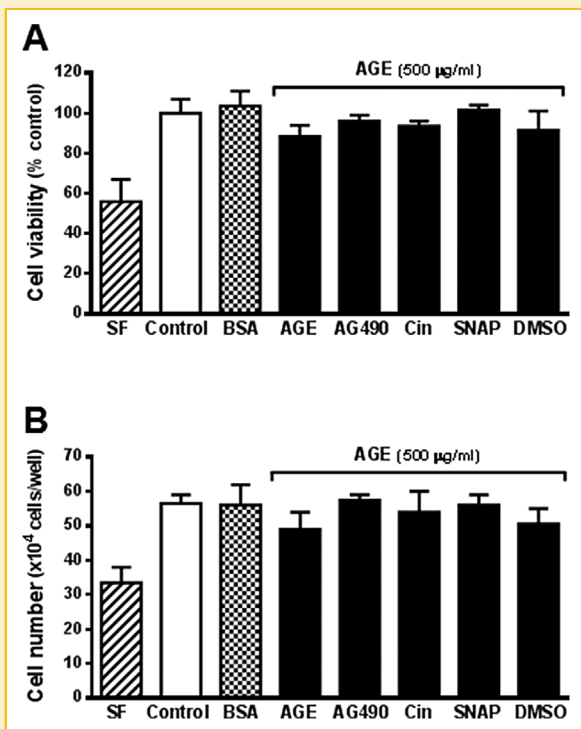 A
AGE (500 µg/ml)
Cell viability (% control)
120
100
80
60
40
20
0
SF Control BSA AGE AG490 Cin SNAP DMSO
B
AGE (500 µg/ml)
Cell number (x10⁴ cells/well)
70
60
50
40
30
20
10
0
SF Control BSA AGE AG490 Cin SNAP DMSO